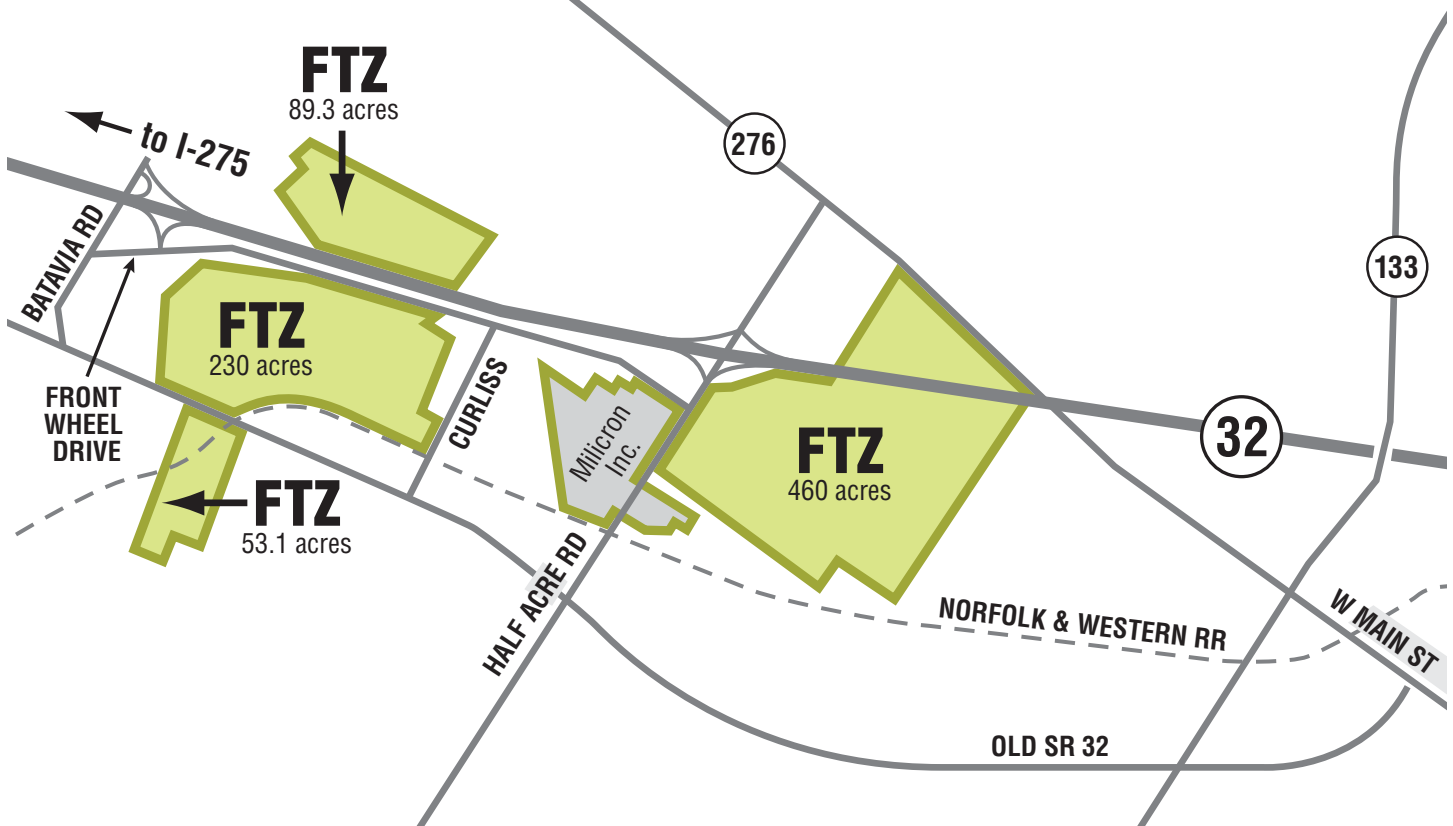 FTZ
89.3 acres
to I-275
276
BATAVIA RD
133
FTZ
230 acres
FRONT
WHEEL
DRIVE
CURLISS
Milicron
Inc.
FTZ
460 acres
32
FTZ
53.1 acres
HALF ACRE RD
NORFOLK & WESTERN RR
W MAIN ST
OLD SR 32